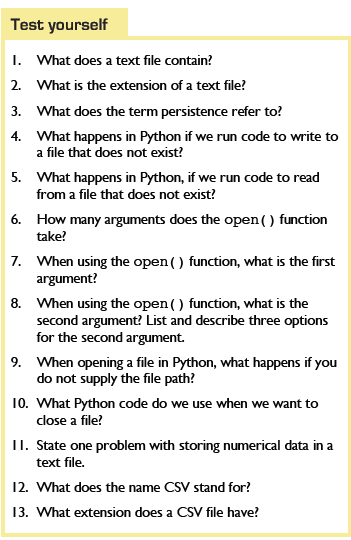 Test yourself
1. What does a text file contain?
2. What is the extension of a text file?
3. What does the term persistence refer to?
4. What happens in Python if we run code to write to
a file that does not exist?
5. What happens in Python, if we run code to read
from a file that does not exist?
6. How many arguments does the open() function
take?
7. When using the open() function, what is the first
argument?
8. When using the open() function, what is the
second argument? List and describe three options
for the second argument.
9. When opening a file in Python, what happens if you
do not supply the file path?
10. What Python code do we use when we want to
close a file?
11. State one problem with storing numerical data in a
text file.
12. What does the name CSV stand for?
13. What extension does a CSV file have?